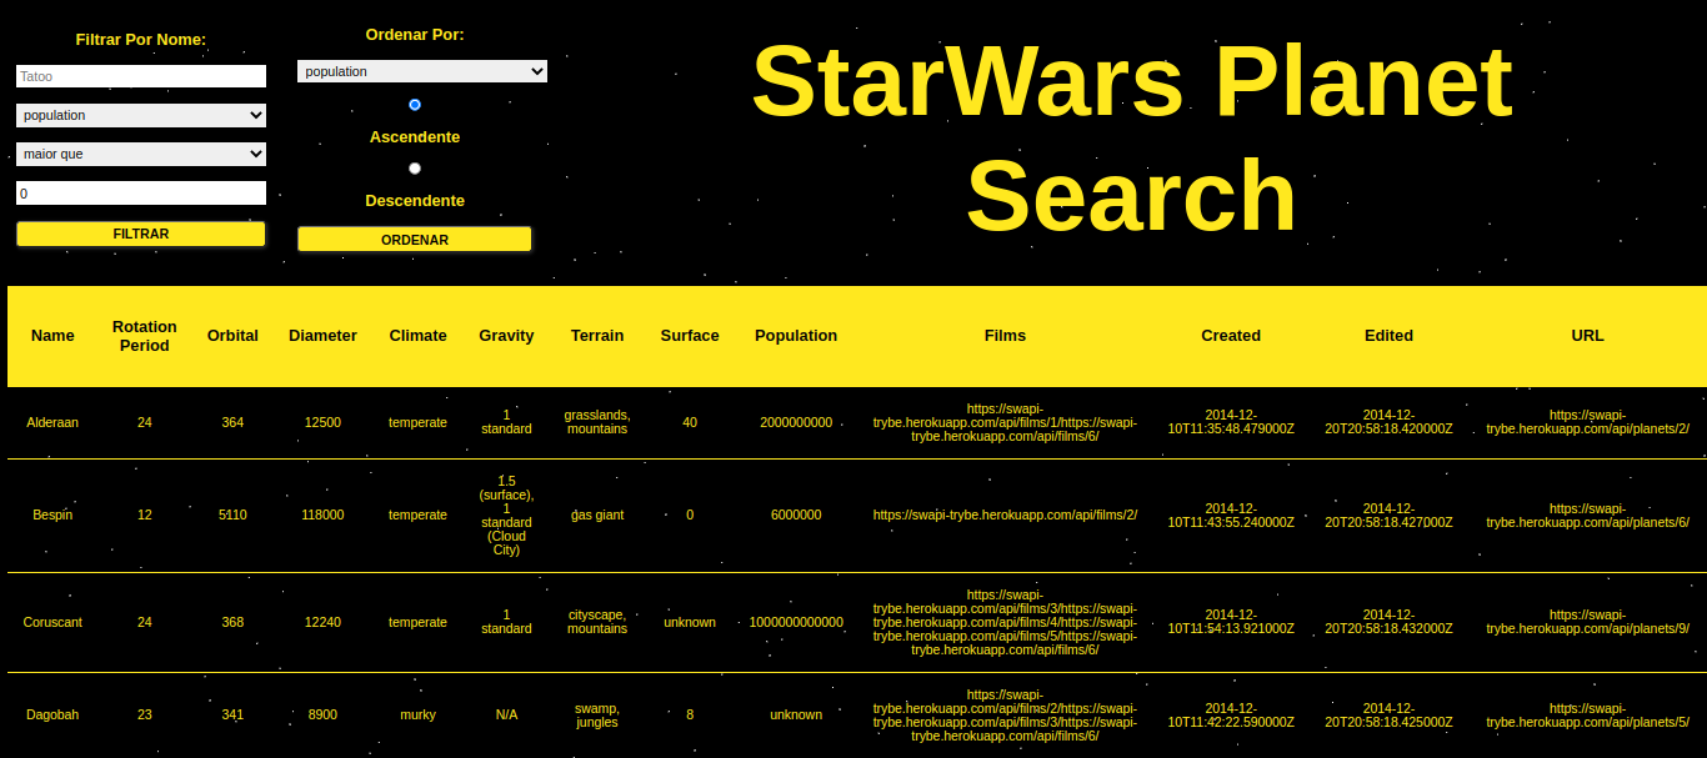 Filtrar Por Nome:
Tatoo
population
maior que
0
FILTRAR
Ordenar Por:
population
Ascendente
Descendente
ORDENAR
StarWars Planet
Search
Name Rotation Period Orbital Diameter Climate Gravity Terrain Surface Population Films Created Edited URL
Alderaan 24 364 12500 temperate 1 standard grasslands, mountains 40 2000000000 https://swapi-trybe.herokuapp.com/api/films/1/https://swapi-trybe.herokuapp.com/api/films/6/ 2014-12-10T11:35:48.479000Z 2014-12-20T20:58:18.420000Z https://swapi-trybe.herokuapp.com/api/planets/2/
Bespin 12 5110 118000 temperate 1.5 (surface), 1 standard (Cloud City) gas giant 0 6000000 https://swapi-trybe.herokuapp.com/api/films/2/ 2014-12-10T11:43:55.240000Z 2014-12-20T20:58:18.427000Z https://swapi-trybe.herokuapp.com/api/planets/6/
Coruscant 24 368 12240 temperate 1 standard cityscape, mountains unknown 1000000000000 https://swapi-trybe.herokuapp.com/api/films/3/https://swapi-trybe.herokuapp.com/api/films/4/https://swapi-trybe.herokuapp.com/api/films/5/https://swapi-trybe.herokuapp.com/api/films/6/ 2014-12-10T11:54:13.921000Z 2014-12-20T20:58:18.432000Z https://swapi-trybe.herokuapp.com/api/planets/9/
Dagobah 23 341 8900 murky N/A swamp, jungles 8 unknown https://swapi-trybe.herokuapp.com/api/films/2/https://swapi-trybe.herokuapp.com/api/films/3/https://swapi-trybe.herokuapp.com/api/films/6/ 2014-12-10T11:42:22.590000Z 2014-12-20T20:58:18.425000Z https://swapi-trybe.herokuapp.com/api/planets/5/